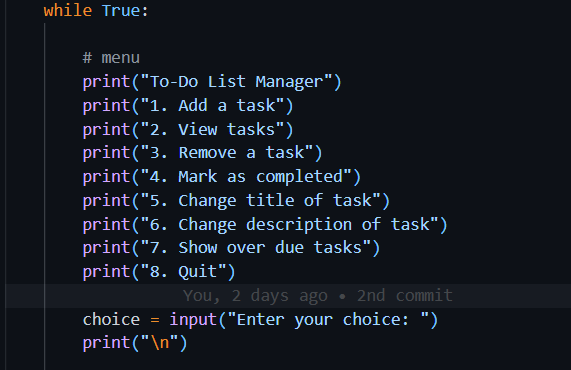 while True:
# menu
print("To-Do List Manager")
print("1. Add a task")
print("2. View tasks")
print("3. Remove a task")
print("4. Mark as completed")
print("5. Change title of task")
print("6. Change description of task")
print("7. Show over due tasks")
print("8. Quit")
You, 2 days ago • 2nd commit
choice = input("Enter your choice: ")
print("\n")